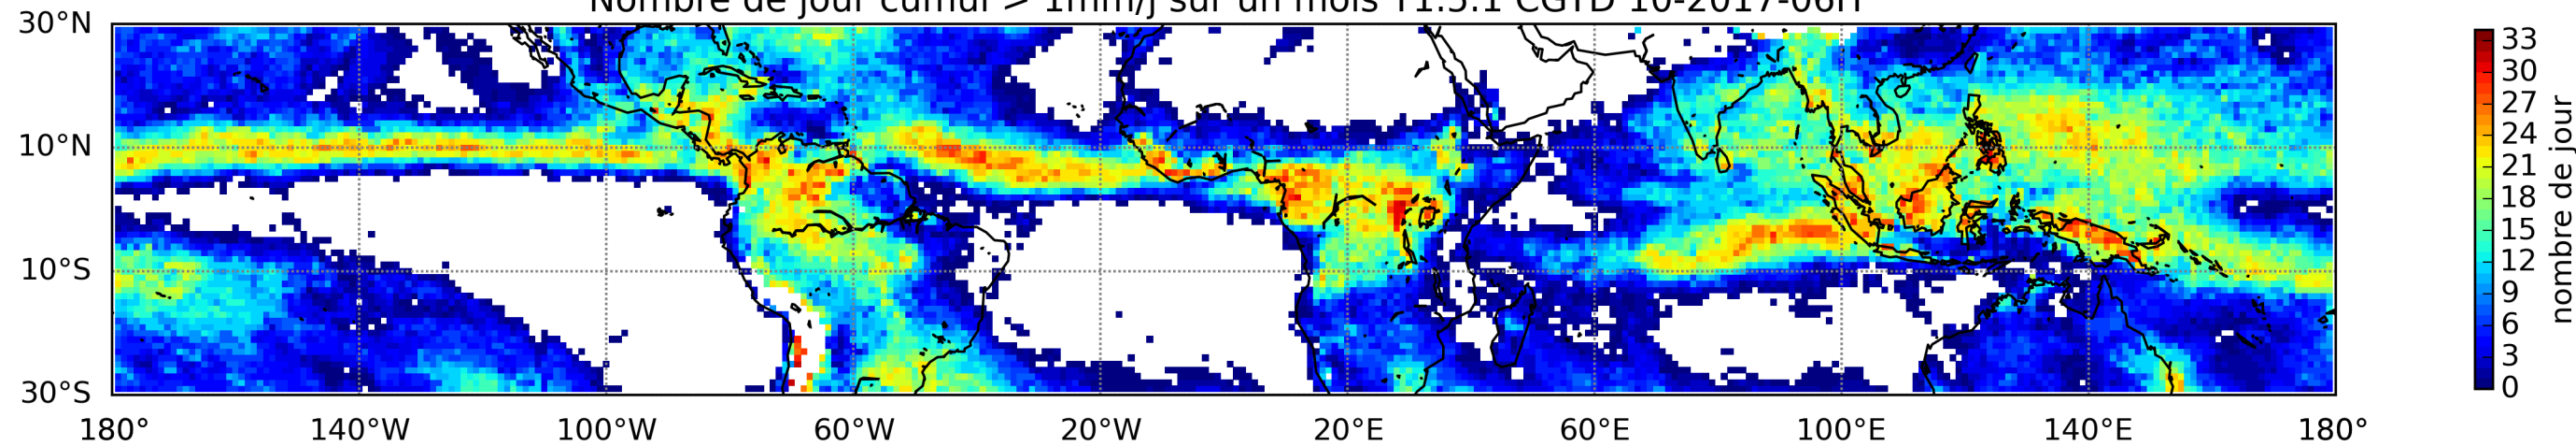 Nombre de jour cumul > 1mm/j sur un mois T1.5.1 CGTD 10-2017-06H
30°N
10°N
10°S
30°S
180° 140°W 100°W 60°W 20°W 20°E 60°E 100°E 140°E 180°
33
30
27
24
21
18
15
12
9
6
3
0
nombre de jour